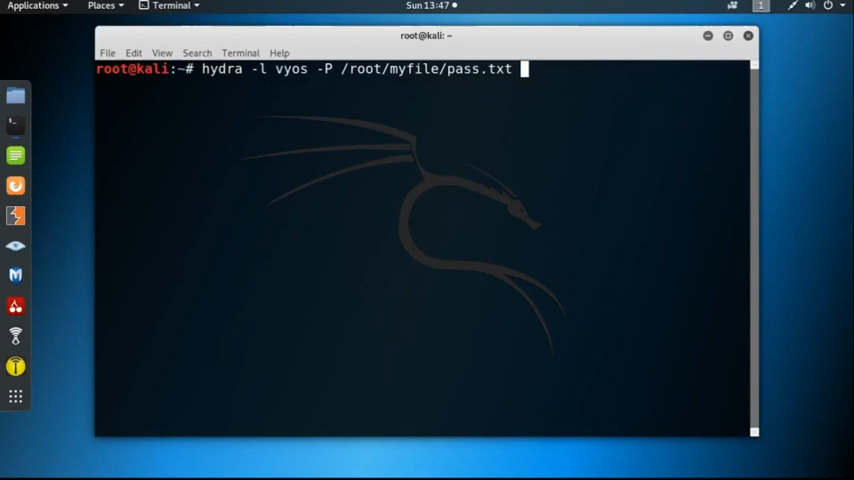 Applications Places Terminal Sun 13:47 1
root@kali: ~
File Edit View Search Terminal Help
root@kali:~# hydra -l vyos -P /root/myfile/pass.txt